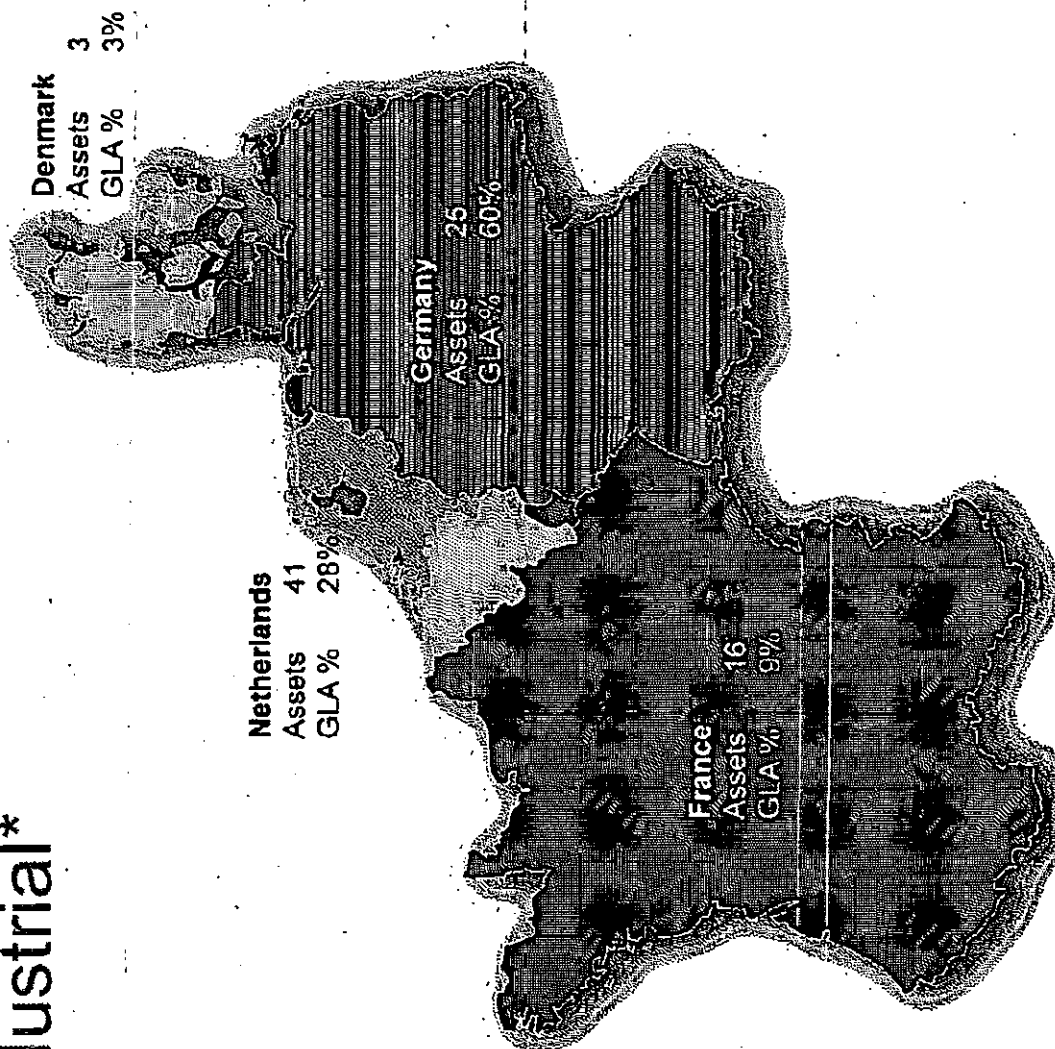 lustrial*
Denmark
Assets 3
GLA % 3%
Netherlands
Assets 41
GLA % 28%
Germany
Assets 25
GLA % 60%
France
Assets 16
GLA % 9%